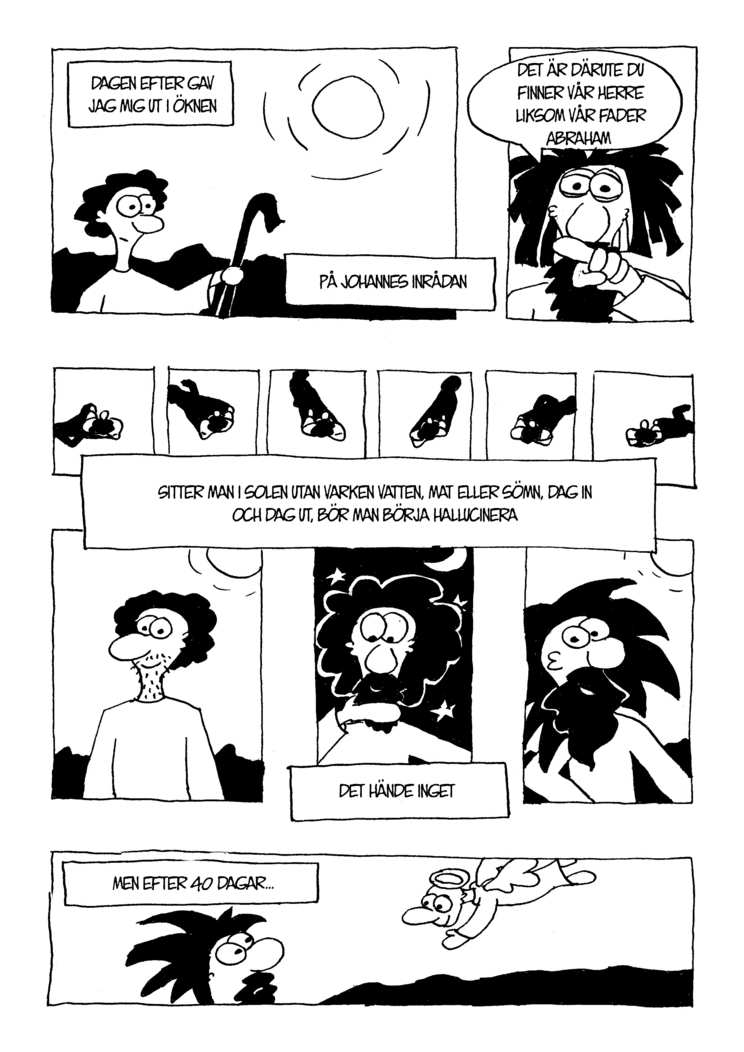 DAGEN EFTER GAV
JAG MIG UT I ÖKNEN
PÅ JOHANNES INRÅDAN
DET ÄR DÄRUTE DU
FINNER VÅR HERRE
LIKSOM VÅR FADER
ABRAHAM
SITTER MAN I SOLEN UTAN VARKEN VATTEN, MAT ELLER SÖMN, DAG IN
OCH DAG UT, BÖR MAN BÖRJA HALLUCINERA
DET HÄNDE INGET
MEN EFTER 40 DAGAR...